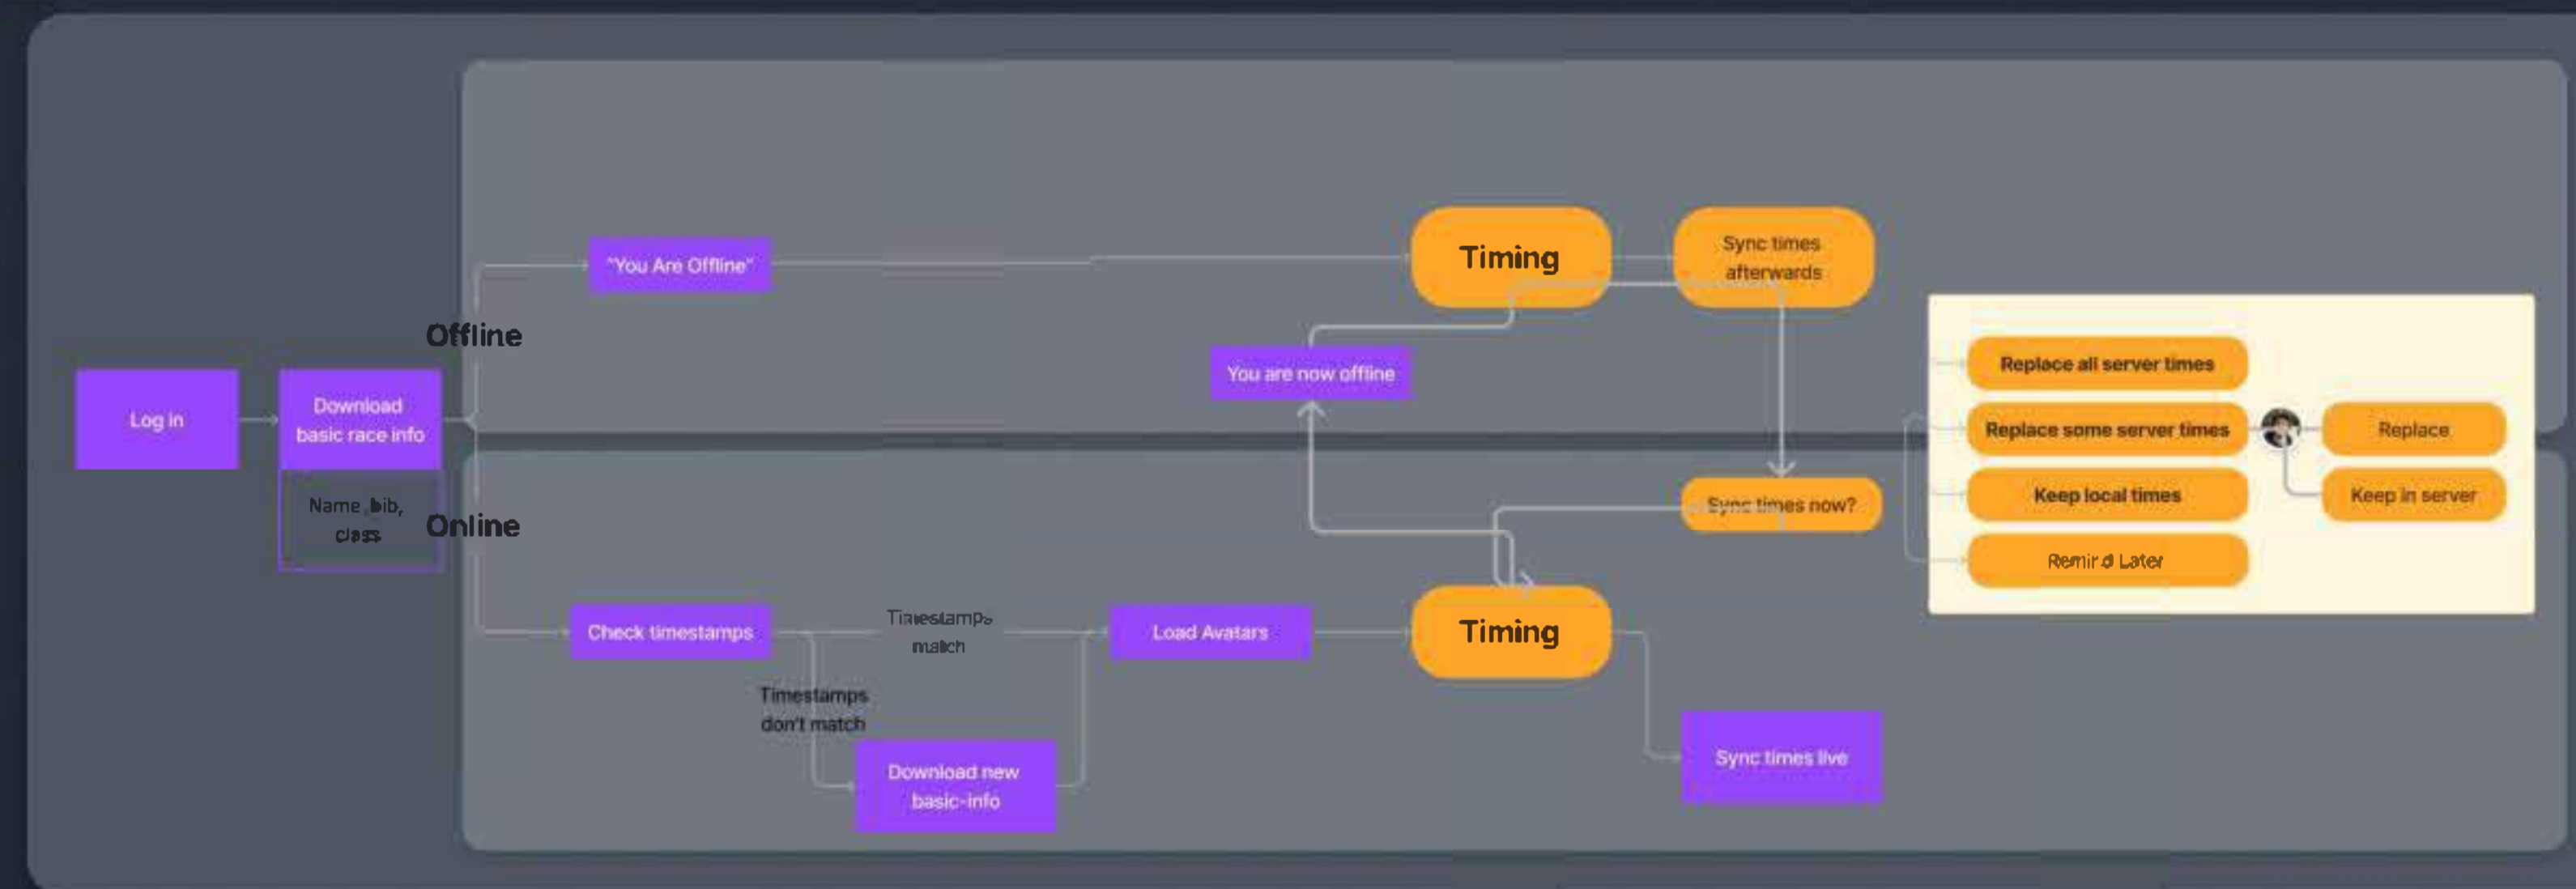 Log in
Download
basic race info
Name, bib,
class
Offline
Online
"You Are Offline"
Timing
Sync times
afterwards
You are now offline
Sync times now?
Check timestamps
Timestamps
match
Timestamps
don't match
Download new
basic-info
Load Avatars
Timing
Sync times live
Replace all server times
Replace some server times
Keep local times
Remind Later
Replace
Keep in server